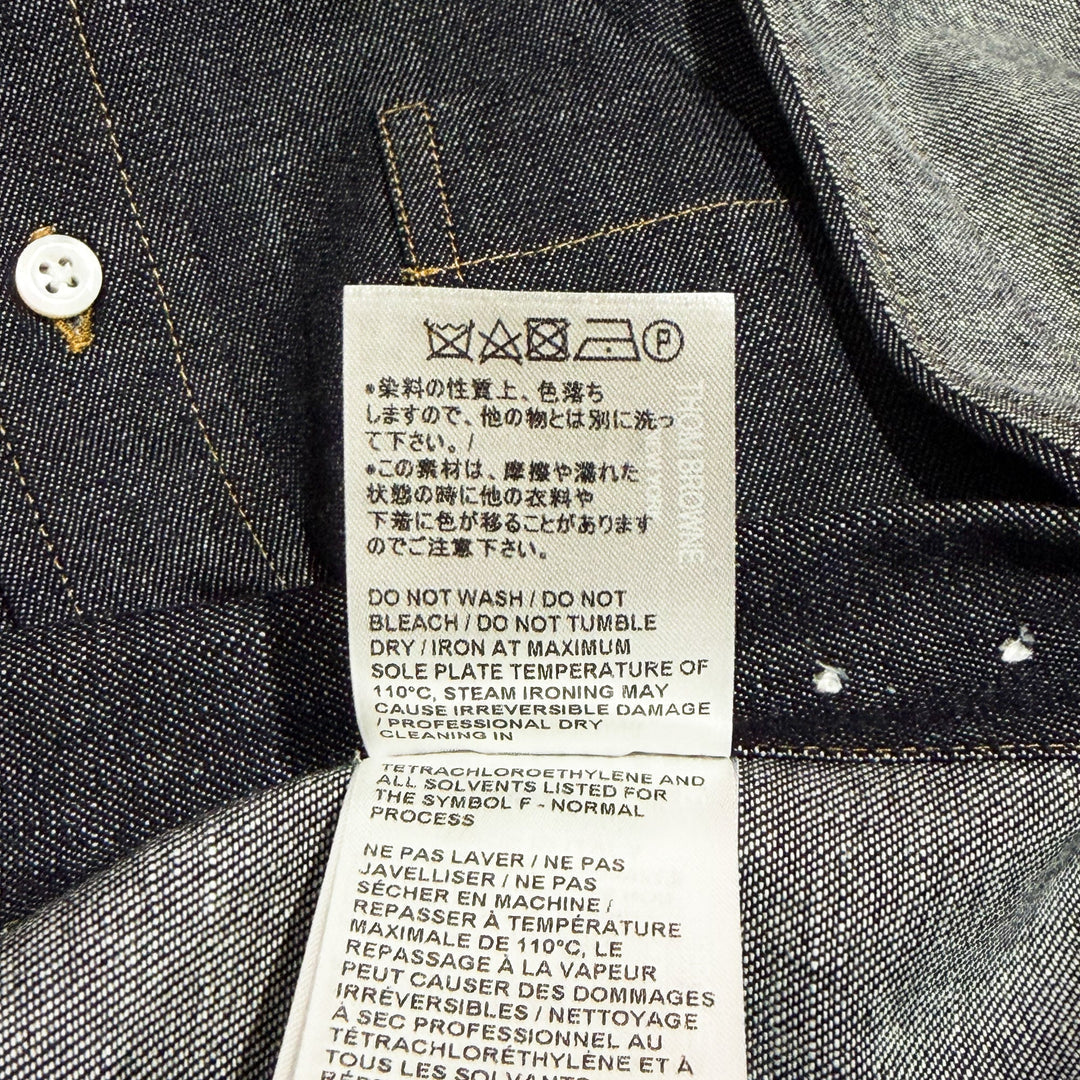 P
•染料の性質上、色落ち
しますので、他の物とは別に洗っ
て下さい。/
•この素材は、摩擦や濡れた
状態の時に他の衣料や
下着に色が移ることがあります
のでご注意下さい。
THOM BROWNE
DO NOT WASH / DO NOT
BLEACH / DO NOT TUMBLE
DRY / IRON AT MAXIMUM
SOLE PLATE TEMPERATURE OF
110°C, STEAM IRONING MAY
CAUSE IRREVERSIBLE DAMAGE
/ PROFESSIONAL DRY
CLEANING IN
TETRACHLOROETHYLENE AND
ALL SOLVENTS LISTED FOR
THE SYMBOL F - NORMAL
PROCESS
NE PAS LAVER / NE PAS
JAVELLISER / NE PAS
SÉCHER EN MACHINE /
REPASSER À TEMPÉRATURE
MAXIMALE DE 110°C, LE
REPASSAGE À LA VAPEUR
PEUT CAUSER DES DOMMAGES
IRRÉVERSIBLES / NETTOYAGE
À SEC PROFESSIONNEL AU
TÉTRACHLORÉTHYLÈNE ET À
TOUS LES SOLVANTS